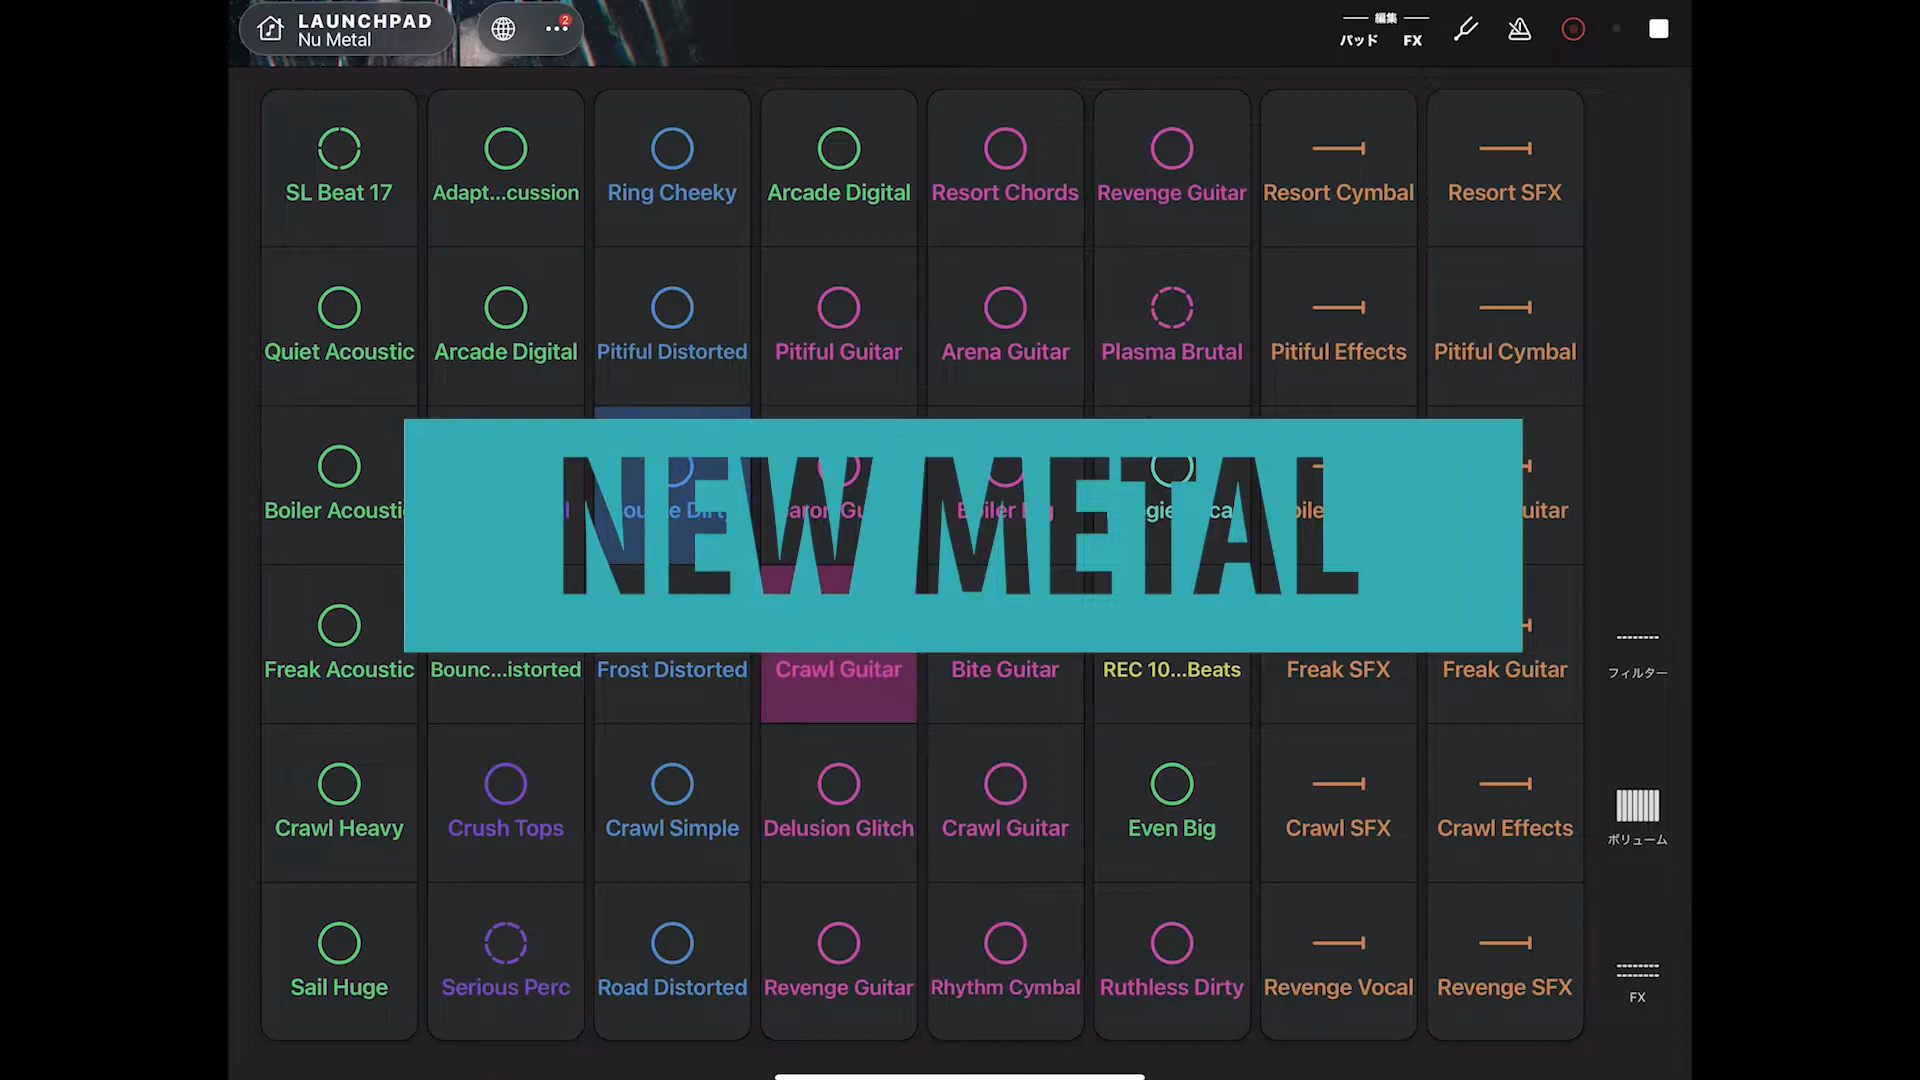 LAUNCHPAD
Nu Metal
2
編集
パッド FX
SL Beat 17 Adapt...cussion Ring Cheeky Arcade Digital Resort Chords Revenge Guitar Resort Cymbal Resort SFX
Quiet Acoustic Arcade Digital Pitiful Distorted Pitiful Guitar Arena Guitar Plasma Brutal Pitiful Effects Pitiful Cymbal
NEW METAL
Boiler
Freak Acoustic Bounc...istorted Frost Distorted Crawl Guitar Bite Guitar REC 10...Beats Freak SFX Freak Guitar
フィルター
Crawl Heavy Crush Tops Crawl Simple Delusion Glitch Crawl Guitar Even Big Crawl SFX Crawl Effects
ボリューム
Sail Huge Serious Perc Road Distorted Revenge Guitar Rhythm Cymbal Ruthless Dirty Revenge Vocal Revenge SFX
FX